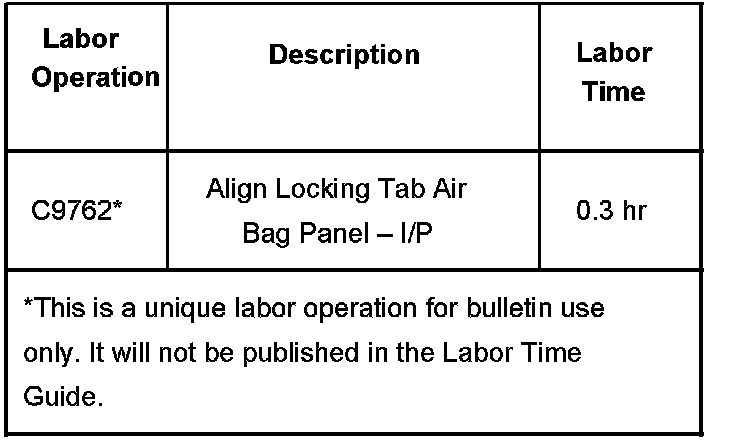 Labor
Operation
Description
Labor
Time
C9762*
Align Locking Tab Air
Bag Panel – I/P
0.3 hr
*This is a unique labor operation for bulletin use
only. It will not be published in the Labor Time
Guide.